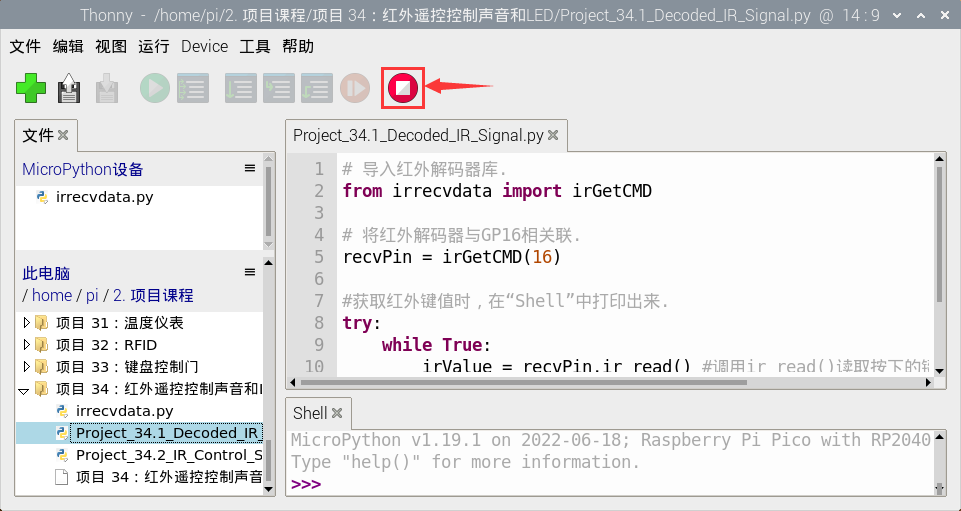 Thonny - /home/pi/2. 项目课程/项目 34：红外遥控控制声音和LED/Project_34.1_Decoded_IR_Signal.py @ 14 : 9
文件 编辑 视图 运行 Device 工具 帮助
文件
MicroPython设备
irrecvdata.py
此电脑
/ home / pi / 2. 项目课程
项目 31：温度仪表
项目 32：RFID
项目 33：键盘控制门
项目 34：红外遥控控制声音和
irrecvdata.py
Project_34.1_Decoded_IR_
Project_34.2_IR_Control_S
项目 34：红外遥控控制声音
Project_34.1_Decoded_IR_Signal.py
1 # 导入红外解码器库.
2 from irrecvdata import irGetCMD
3
4 # 将红外解码器与GP16相关联.
5 recvPin = irGetCMD(16)
6
7 #获取红外键值时，在“Shell”中打印出来.
8 try:
9 while True:
10 irValue = recvPin.ir_read() #调用ir_read()读取按下的键
Shell
MicroPython v1.19.1 on 2022-06-18; Raspberry Pi Pico with RP2040
Type "help()" for more information.
>>>